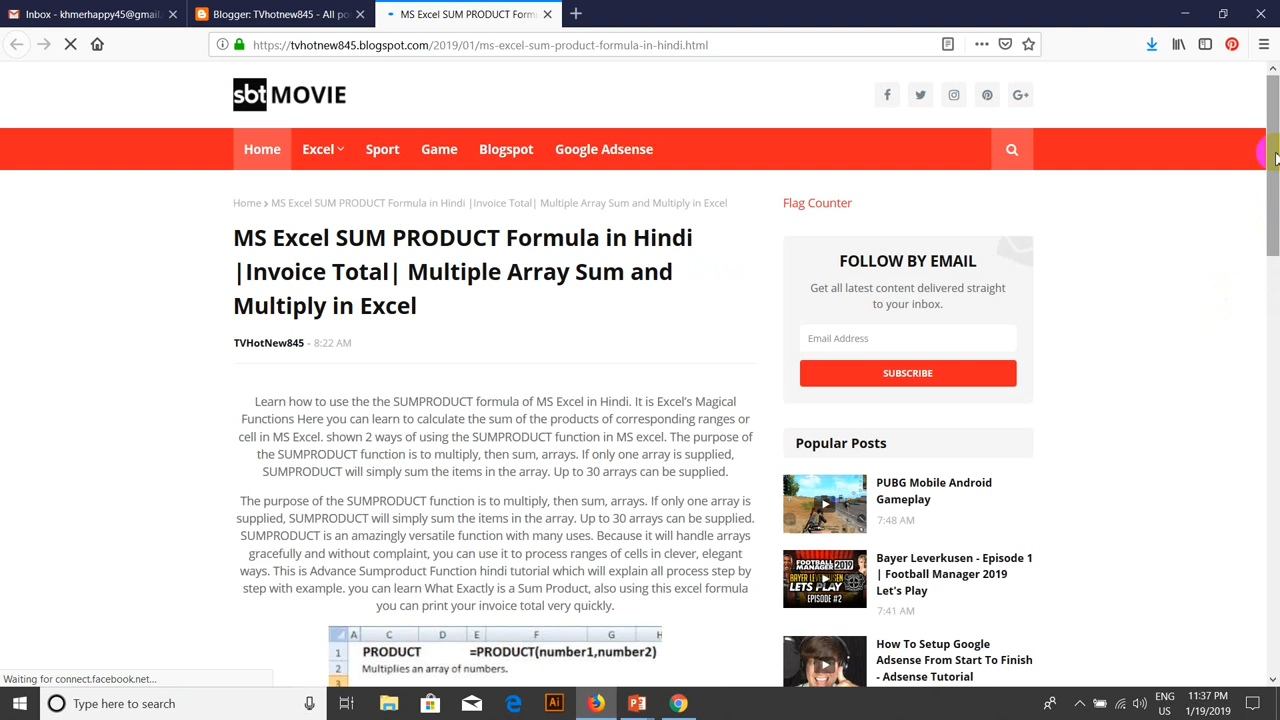 Inbox - khmerhappy45@gmail
Blogger: TVhotnew845 - All po
MS Excel SUM PRODUCT Form
https://tvhotnew845.blogspot.com/2019/01/ms-excel-sum-product-formula-in-hindi.html
sbt MOVIE
Home
Excel
Sport
Game
Blogspot
Google Adsense
Home > MS Excel SUM PRODUCT Formula in Hindi |Invoice Total| Multiple Array Sum and Multiply in Excel
MS Excel SUM PRODUCT Formula in Hindi
|Invoice Total| Multiple Array Sum and
Multiply in Excel
TVHotNew845 - 8:22 AM
Learn how to use the the SUMPRODUCT formula of MS Excel in Hindi. It is Excel's Magical
Functions Here you can learn to calculate the sum of the products of corresponding ranges or
cell in MS Excel. shown 2 ways of using the SUMPRODUCT function in MS excel. The purpose of
the SUMPRODUCT function is to multiply, then sum, arrays. If only one array is supplied,
SUMPRODUCT will simply sum the items in the array. Up to 30 arrays can be supplied.
The purpose of the SUMPRODUCT function is to multiply, then sum, arrays. If only one array is
supplied, SUMPRODUCT will simply sum the items in the array. Up to 30 arrays can be supplied.
SUMPRODUCT is an amazingly versatile function with many uses. Because it will handle arrays
gracefully and without complaint, you can use it to process ranges of cells in clever, elegant
ways. This is Advance Sumproduct Function hindi tutorial which will explain all process step by
step with example. you can learn What Exactly is a Sum Product, also using this excel formula
you can print your invoice total very quickly.
A C D E F G H
1 PRODUCT =PRODUCT(number1,number2)
2 Multiplies an array of numbers.
3
Flag Counter
FOLLOW BY EMAIL
Get all latest content delivered straight
to your inbox.
Email Address
SUBSCRIBE
Popular Posts
PUBG Mobile Android
Gameplay
7:48 AM
FOOTBALL MANAGER 2019
BAYER LEVERKUSEN
LETS PLAY
EPISODE #2
Bayer Leverkusen - Episode 1
| Football Manager 2019
Let's Play
7:41 AM
How To Setup Google
Adsense From Start To Finish
- Adsense Tutorial
Waiting for connect.facebook.net...
Type here to search
ENG
US
11:37 PM
1/19/2019